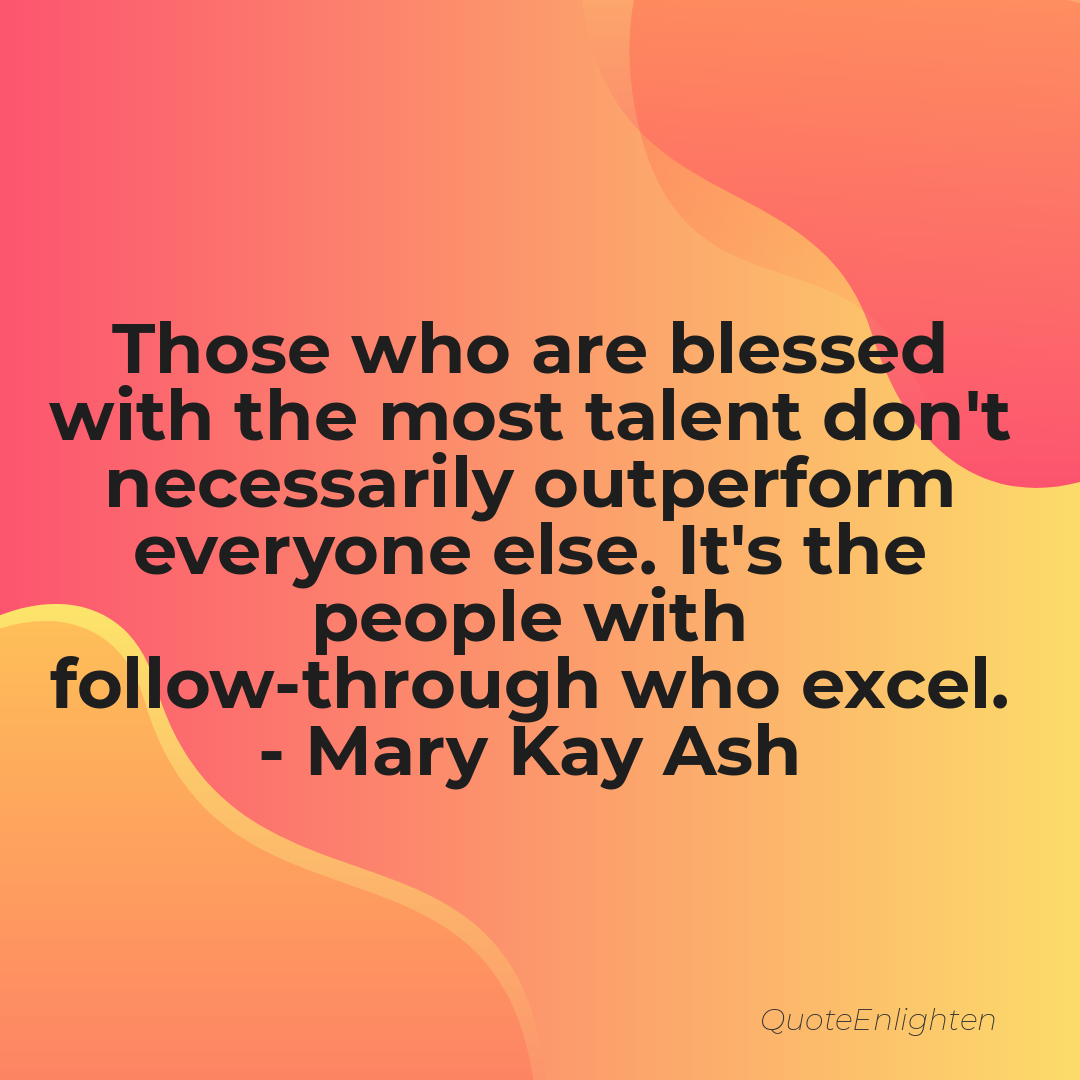 Those who are blessed
with the most talent don't
necessarily outperform
everyone else. It's the
people with
follow-through who excel.
- Mary Kay Ash
QuoteEnlighten